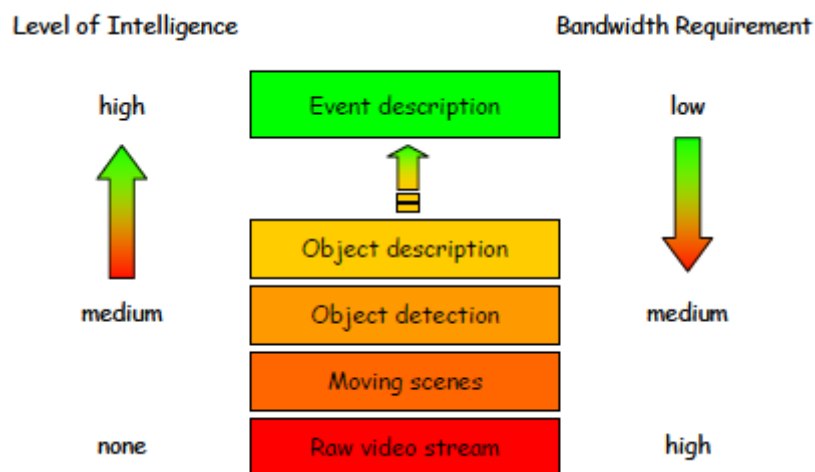 Level of Intelligence Bandwidth Requirement
high Event description low
Object description
medium Object detection medium
Moving scenes
none Raw video stream high